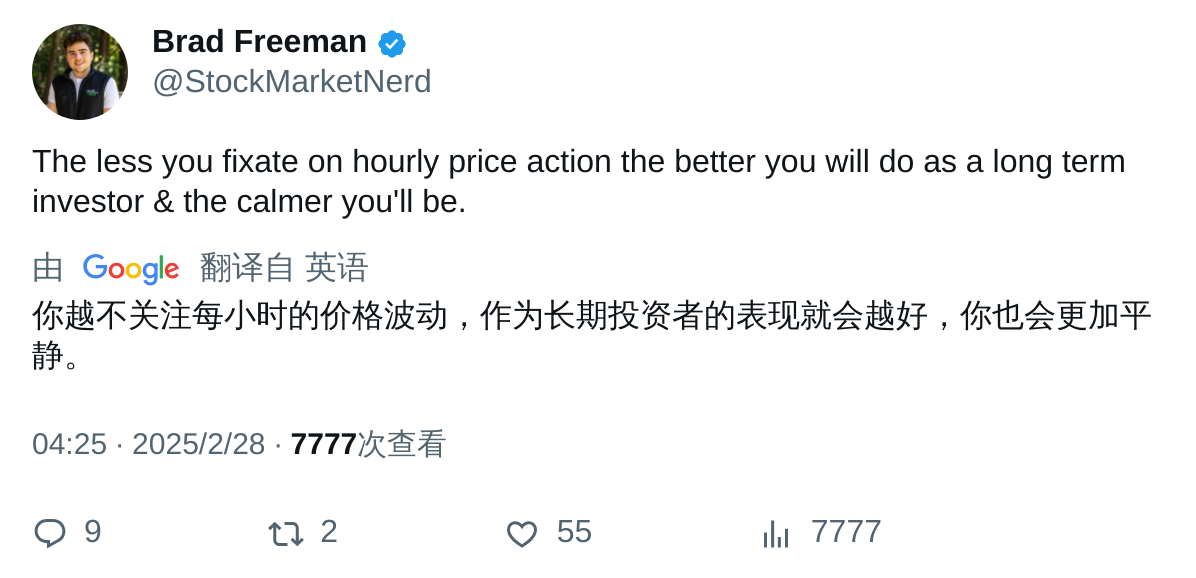 Brad Freeman
@StockMarketNerd
The less you fixate on hourly price action the better you will do as a long term
investor & the calmer you'll be.
由 Google 翻译自 英语
你越不关注每小时的价格波动，作为长期投资者的表现就会越好，你也会更加平
静。
04:25 · 2025/2/28 · 7777次查看
9 2 55 7777